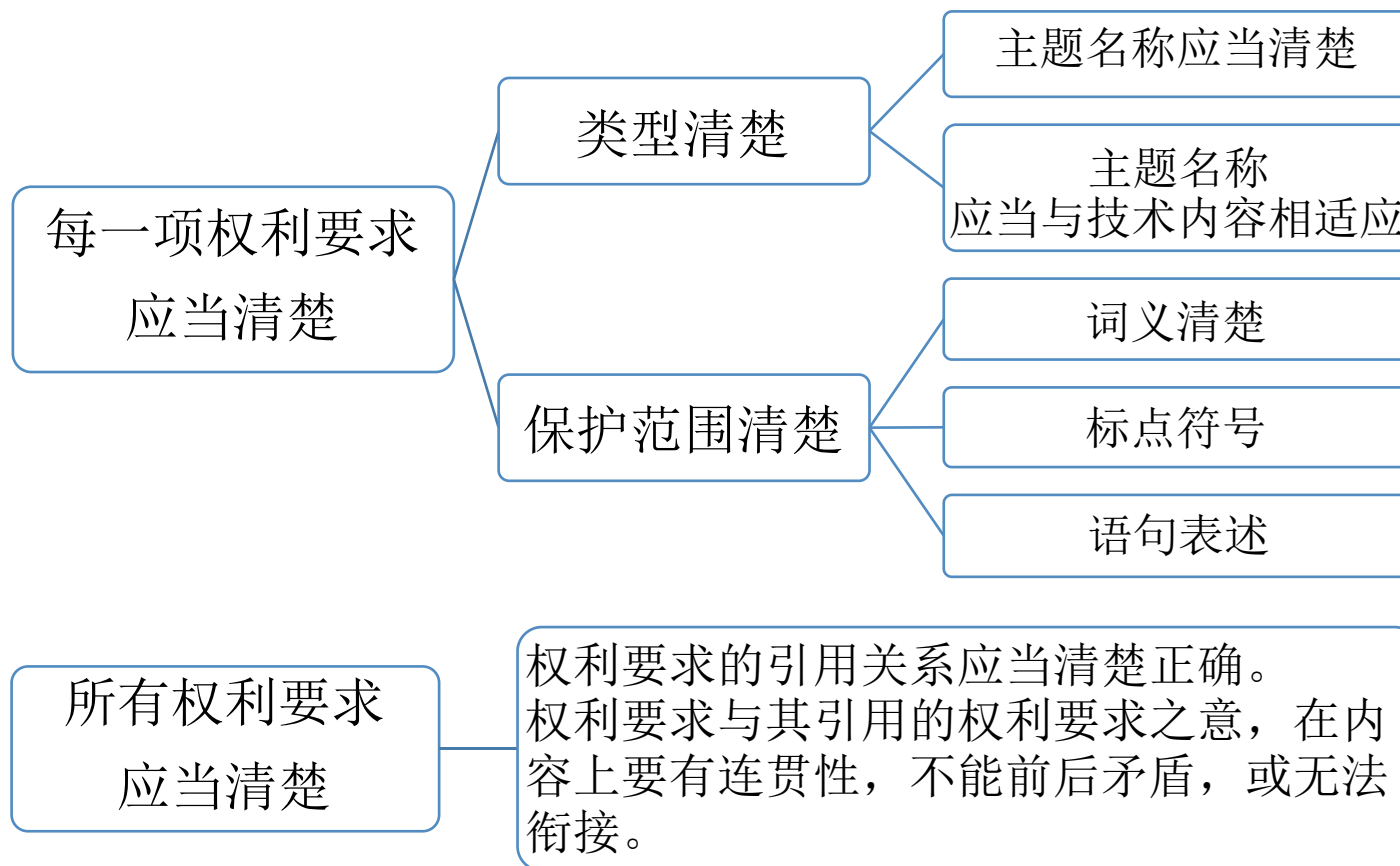 每一项权利要求
应当清楚
类型清楚
主题名称应当清楚
主题名称
应当与技术内容相适应
保护范围清楚
词义清楚
标点符号
语句表述
所有权利要求
应当清楚
权利要求的引用关系应当清楚正确。
权利要求与其引用的权利要求之意，在内
容上要有连贯性，不能前后矛盾，或无法
衔接。